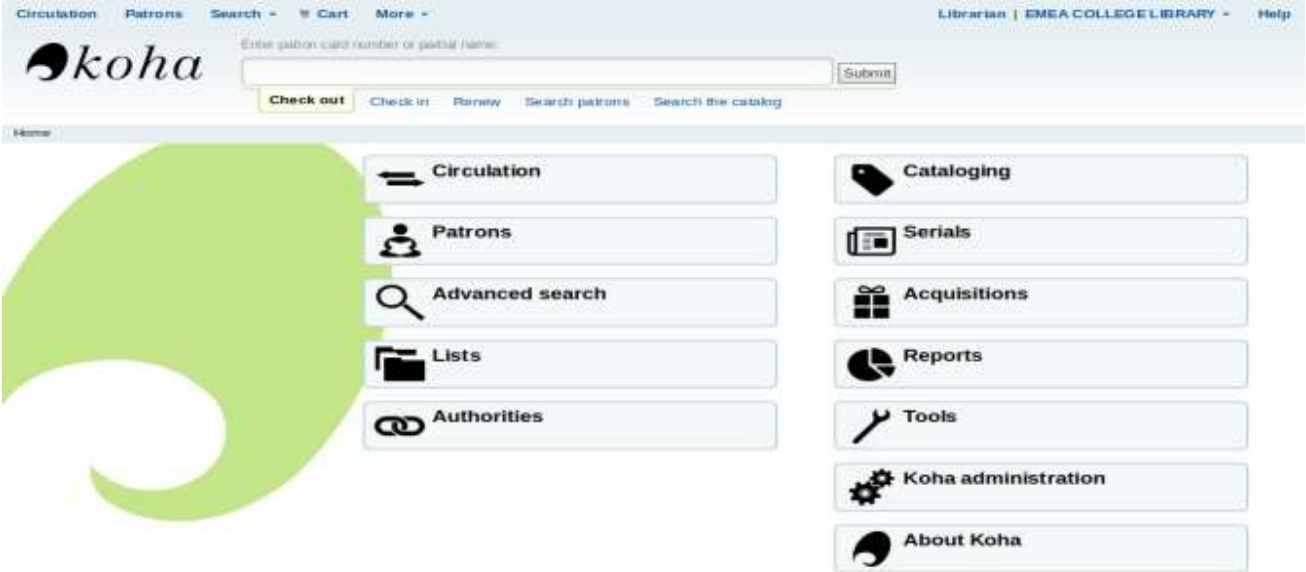 Circulation Patrons Search Cart More Librarian | EMEA COLLEGE LIBRARY Help
koha
Enter patron card number or partial name:
Submit
Check out Check in Renew Search patrons Search the catalog
Home
Circulation
Patrons
Advanced search
Lists
Authorities
Cataloging
Serials
Acquisitions
Reports
Tools
Koha administration
About Koha